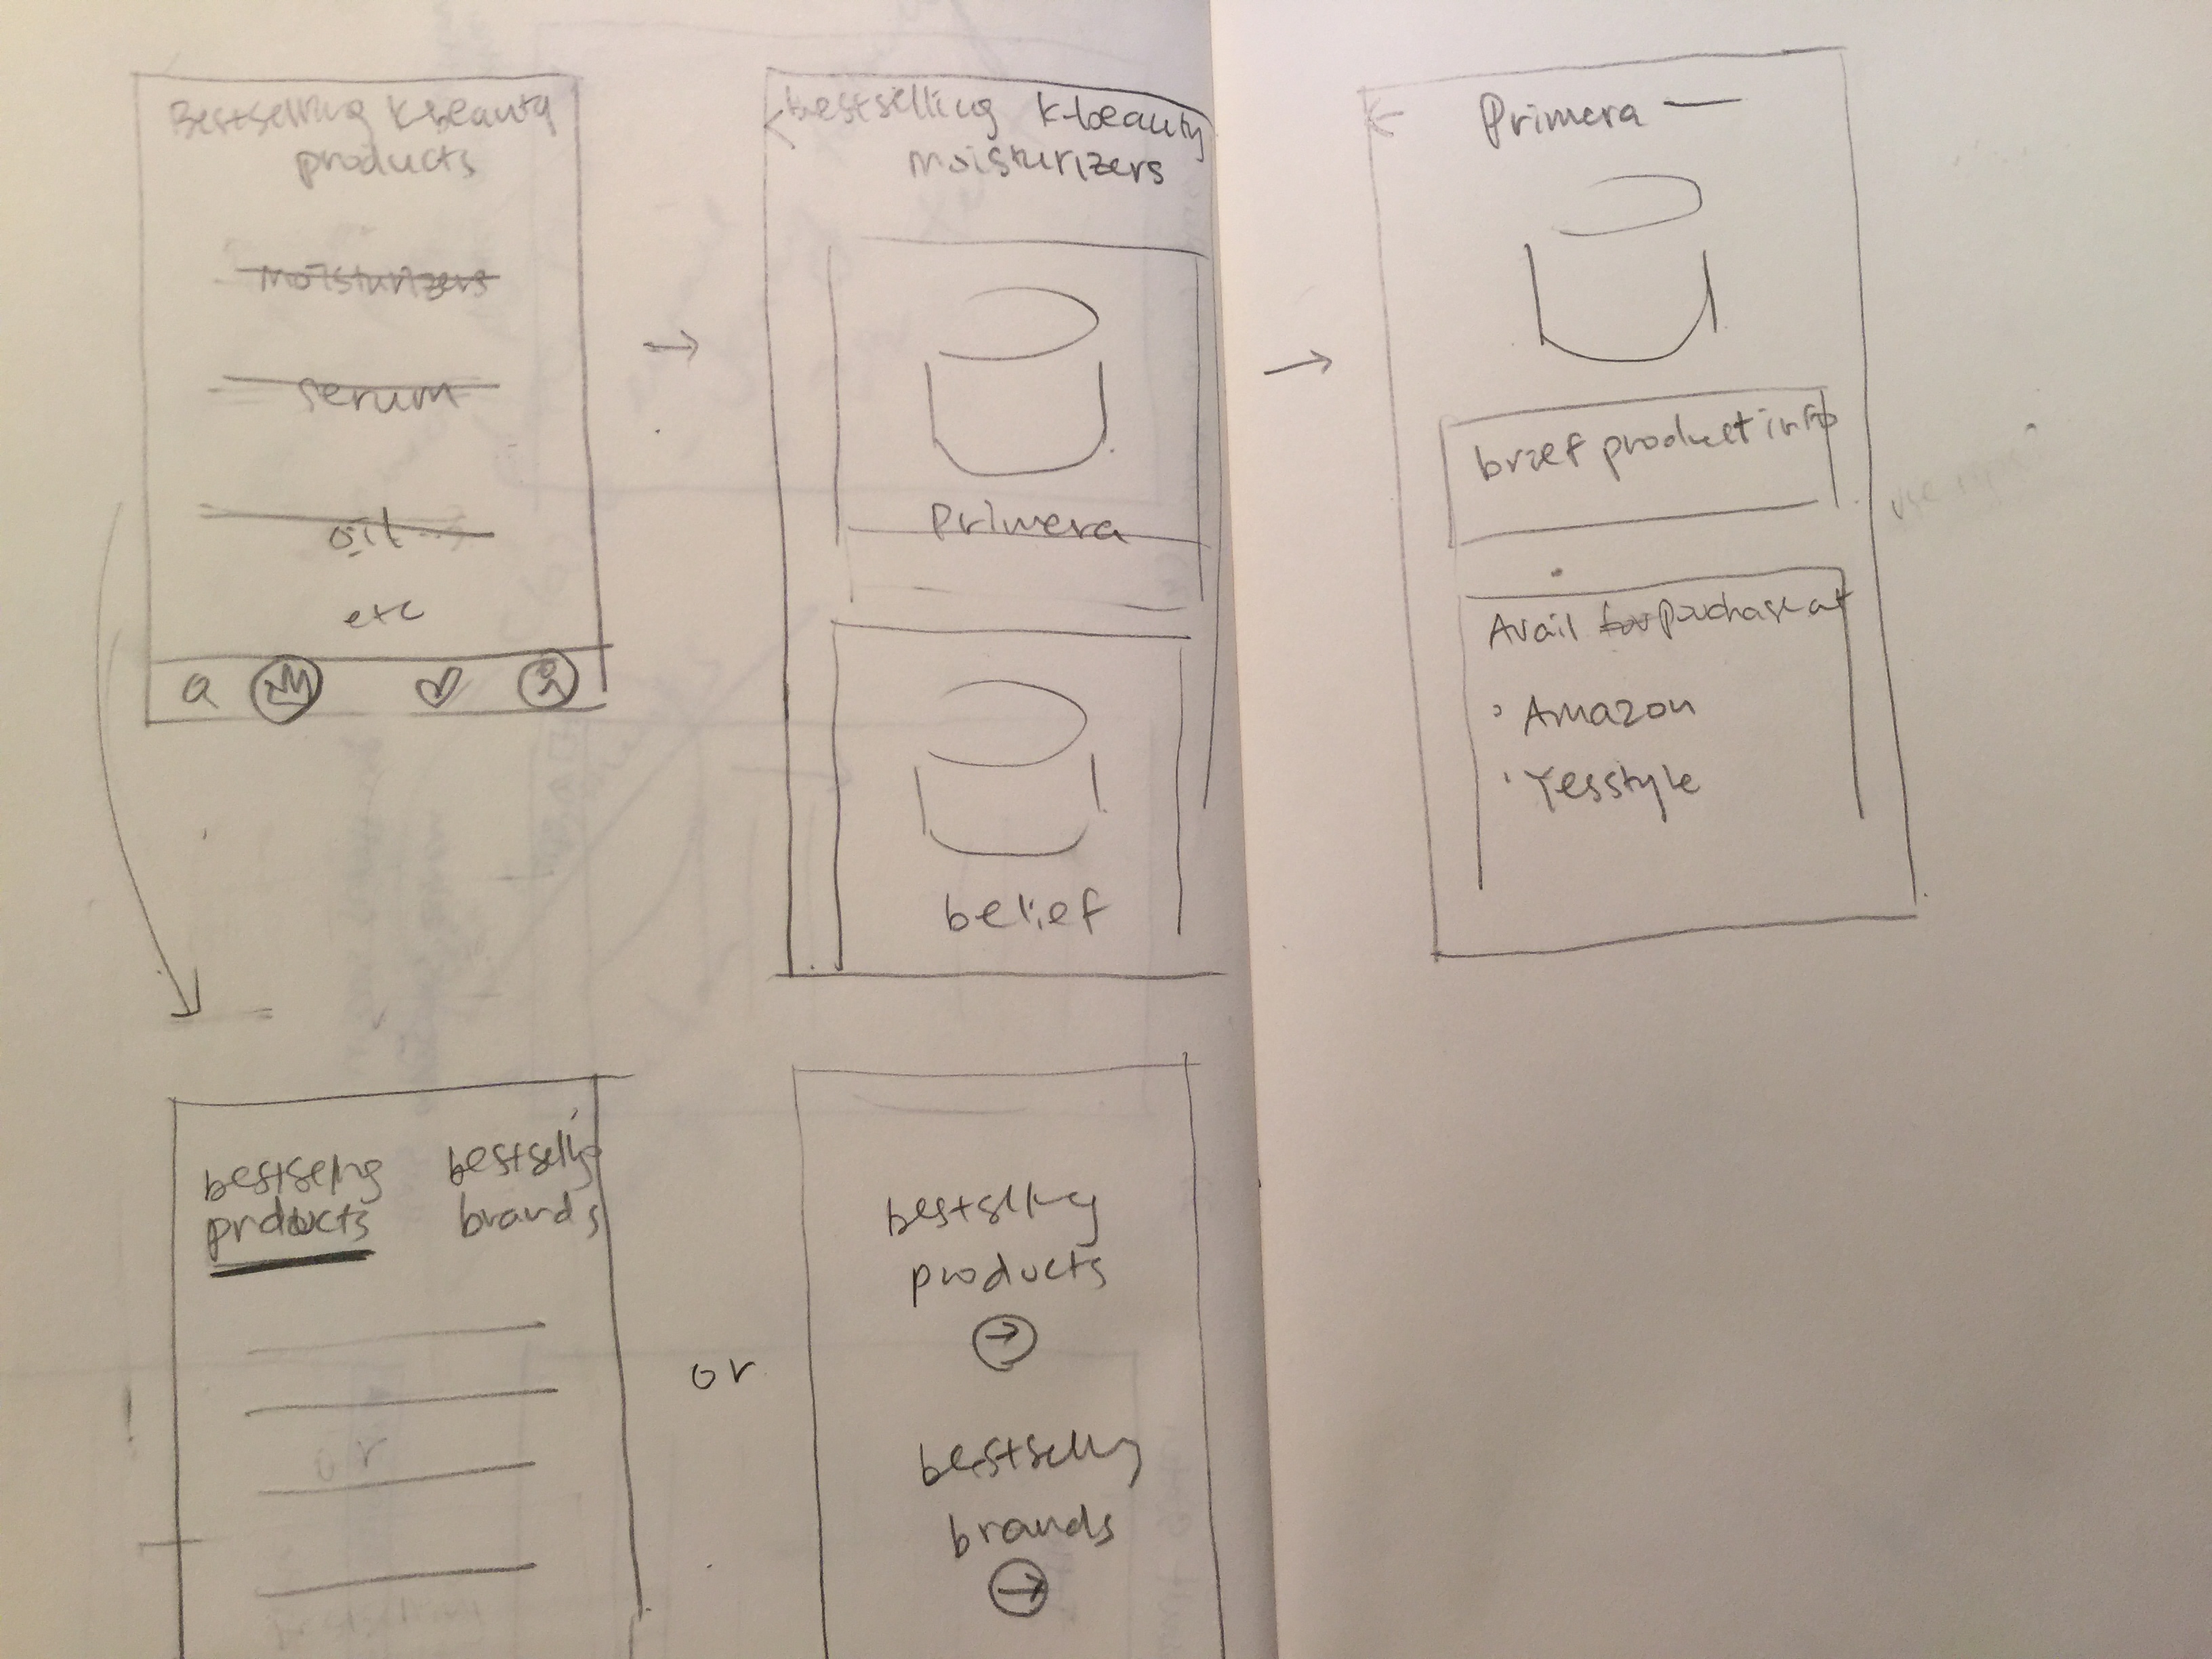 Bestselling K-beauty
products
moisturizers
serum
oil
etc
bestselling K-beauty
moisturizers
Primera
belief
Primera —
brief product info
Avail for purchase at
Amazon
Yesstyle
bestselling
products
bestselling
brands
or
bestselling
products
bestselling
brands